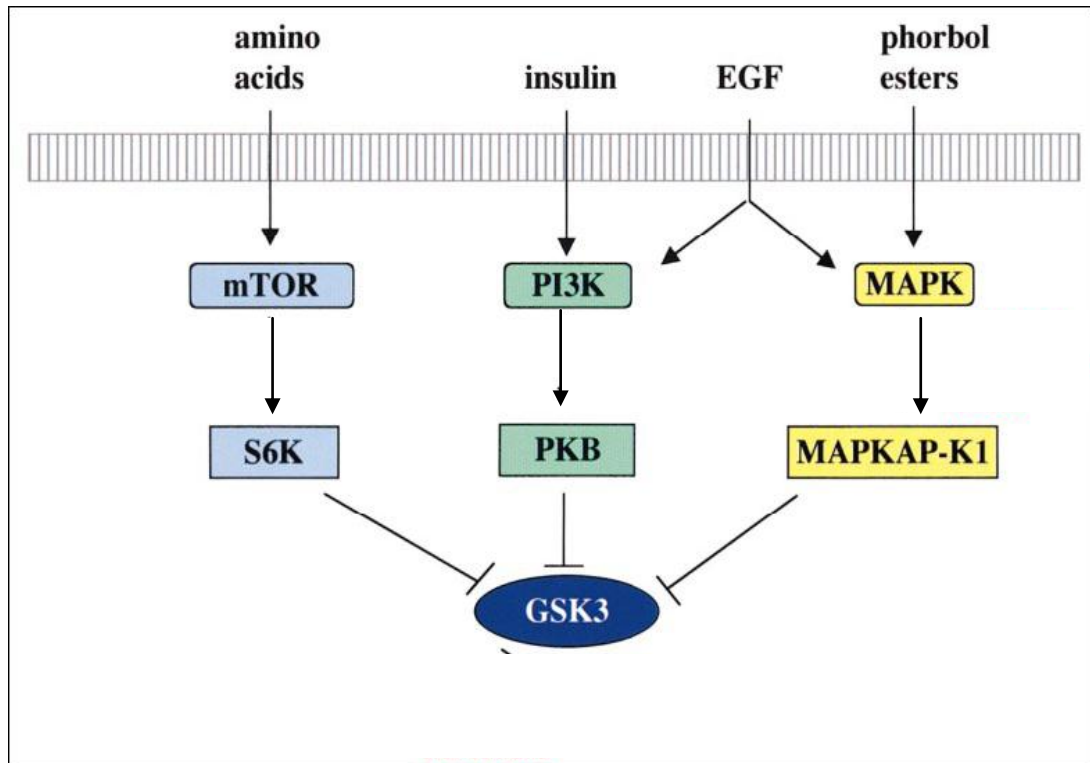 amino
acids
insulin
EGF
phorbol
esters
mTOR
PI3K
MAPK
S6K
PKB
MAPKAP-K1
GSK3